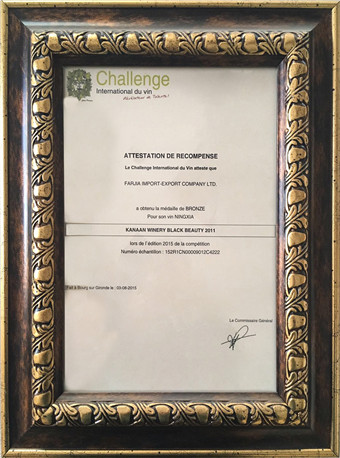 Challenge
International du vin
ATTESTATION DE RECOMPENSE
Le Challenge International du Vin atteste que
FARJIA IMPORT-EXPORT COMPANY LTD.
a obtenu la médaille de BRONZE
Pour son vin NINGXIA
KANAAN WINERY BLACK BEAUTY 2011
lors de l'édition 2015 de la compétition
Numéro échantillon : 152R1CN00009012C4222
Fait à Bourg sur Gironde le : 03-08-2015
Le Commissaire Général